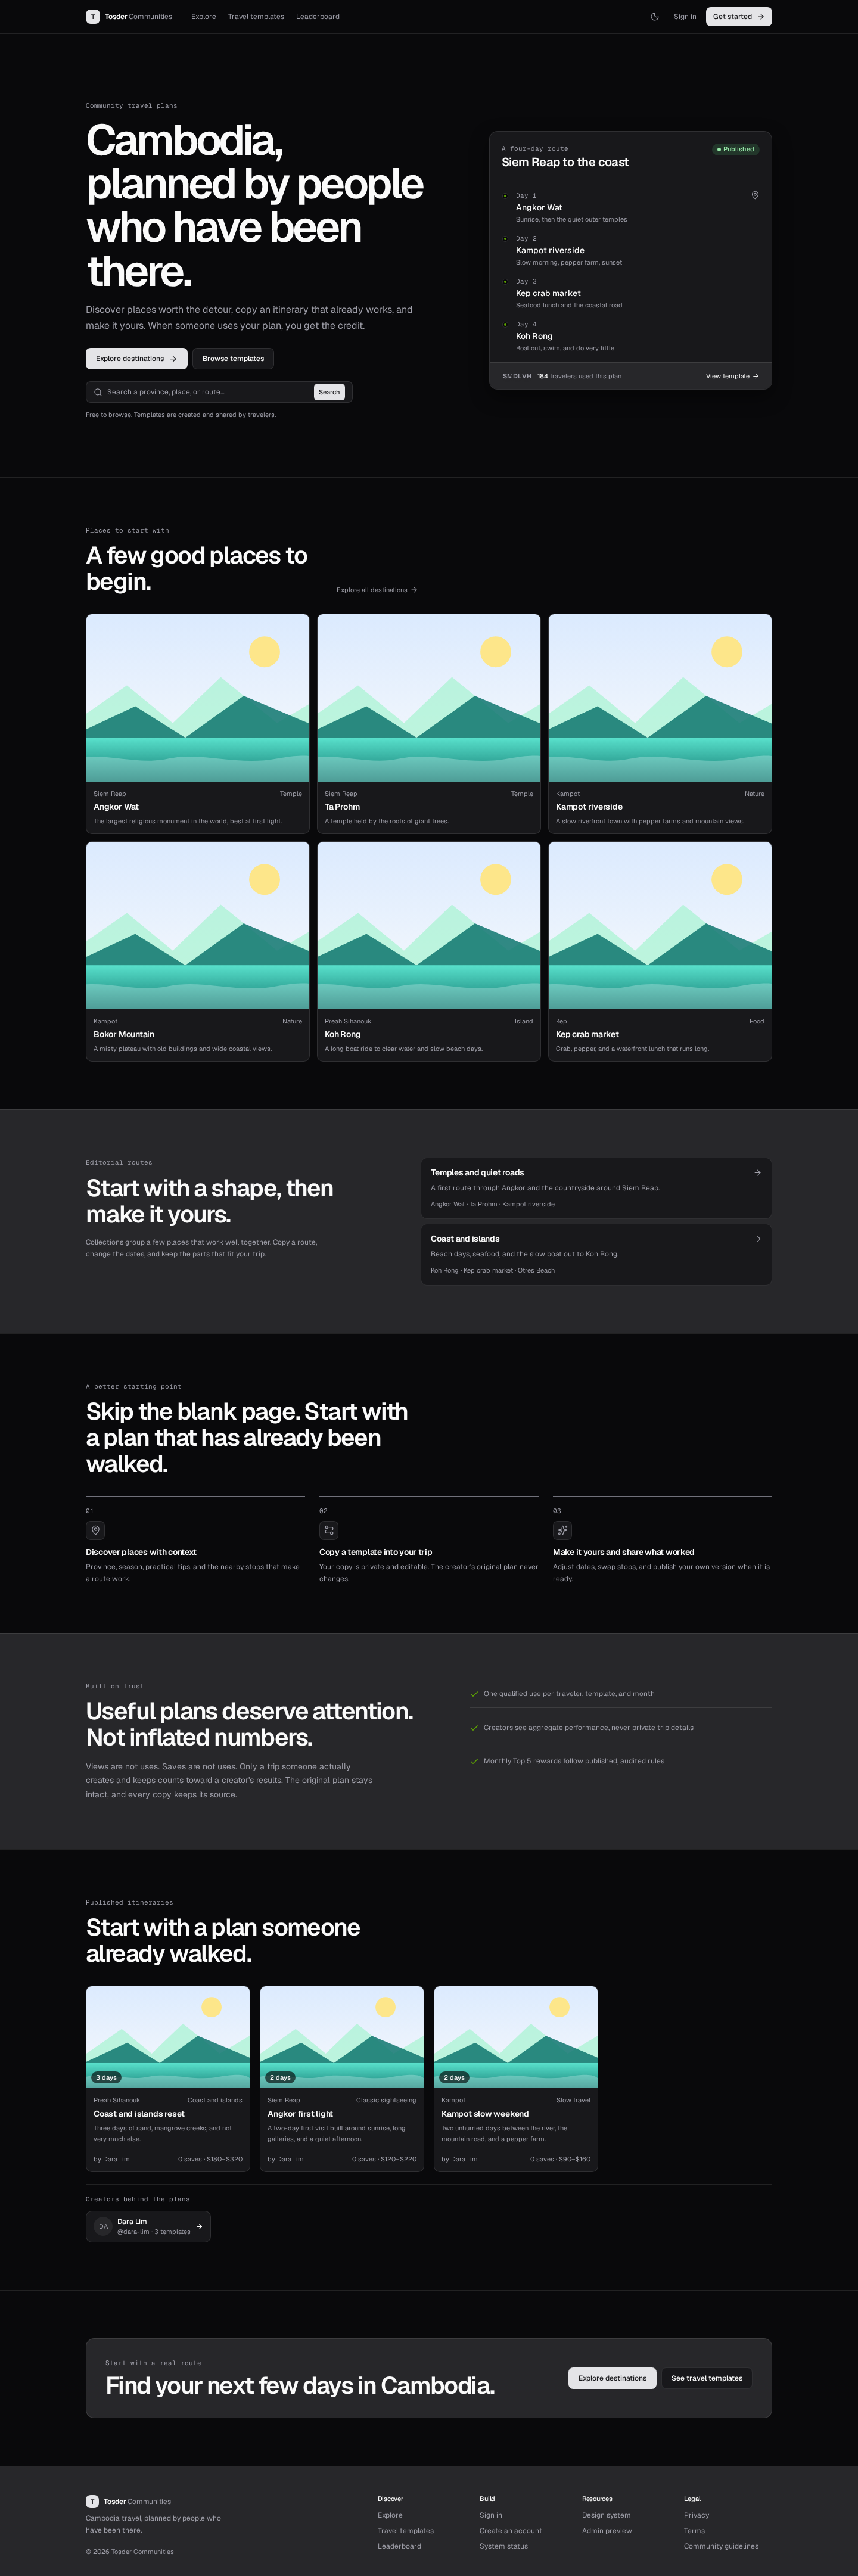 T Tosder Communities Explore Travel templates Leaderboard Sign in Get started
Community travel plans
Cambodia,
planned by people
who have been
there.
Discover places worth the detour, copy an itinerary that already works, and
make it yours. When someone uses your plan, you get the credit.
Explore destinations Browse templates
Search a province, place, or route... Search
Free to browse. Templates are created and shared by travelers.
A four-day route Published
Siem Reap to the coast
Day 1
Angkor Wat
Sunrise, then the quiet outer temples
Day 2
Kampot riverside
Slow morning, pepper farm, sunset
Day 3
Kep crab market
Seafood lunch and the coastal road
Day 4
Koh Rong
Boat out, swim, and do very little
184 travelers used this plan View template
Places to start with
A few good places to
begin.
Explore all destinations
Siem Reap Temple
Angkor Wat
The largest religious monument in the world, best at first light.
Siem Reap Temple
Ta Prohm
A temple held by the roots of giant trees.
Kampot Nature
Kampot riverside
A slow riverfront town with pepper farms and mountain views.
Kampot Nature
Bokor Mountain
A misty plateau with old buildings and wide coastal views.
Preah Sihanouk Island
Koh Rong
A long boat ride to clear water and slow beach days.
Kep Food
Kep crab market
Crab, pepper, and a waterfront lunch that runs long.
Editorial routes
Start with a shape, then
make it yours.
Collections group a few places that work well together. Copy a route,
change the dates, and keep the parts that fit your trip.
Temples and quiet roads
A first route through Angkor and the countryside around Siem Reap.
Angkor Wat · Ta Prohm · Kampot riverside
Coast and islands
Beach days, seafood, and the slow boat out to Koh Rong.
Koh Rong · Kep crab market · Otres Beach
A better starting point
Skip the blank page. Start with
a plan that has already been
walked.
01
Discover places with context
Province, season, practical tips, and the nearby stops that make
a route work.
02
Copy a template into your trip
Your copy is private and editable. The creator's original plan never
changes.
03
Make it yours and share what worked
Adjust dates, swap stops, and publish your own version when it is
ready.
Built on trust
Useful plans deserve attention.
Not inflated numbers.
Views are not uses. Saves are not uses. Only a trip someone actually
creates and keeps counts toward a creator's results. The original plan stays
intact, and every copy keeps its source.
One qualified use per traveler, template, and month
Creators see aggregate performance, never private trip details
Monthly Top 5 rewards follow published, audited rules
Published itineraries
Start with a plan someone
already walked.
3 days
Preah Sihanouk Coast and islands
Coast and islands reset
Three days of sand, mangrove creeks, and not
very much else.
by Dara Lim 0 saves · $180–$320
2 days
Siem Reap Classic sightseeing
Angkor first light
A two-day first visit built around sunrise, long
galleries, and a quiet afternoon.
by Dara Lim 0 saves · $120–$220
2 days
Kampot Slow travel
Kampot slow weekend
Two unhurried days between the river, the
mountain road, and a pepper farm.
by Dara Lim 0 saves · $90–$160
Creators behind the plans
DA
Dara Lim
@dara-lim · 3 templates
Start with a real route
Find your next few days in Cambodia.
Explore destinations See travel templates
T Tosder Communities
Cambodia travel, planned by people who
have been there.
© 2026 Tosder Communities
Discover
Explore
Travel templates
Leaderboard
Build
Sign in
Create an account
System status
Resources
Design system
Admin preview
Legal
Privacy
Terms
Community guidelines